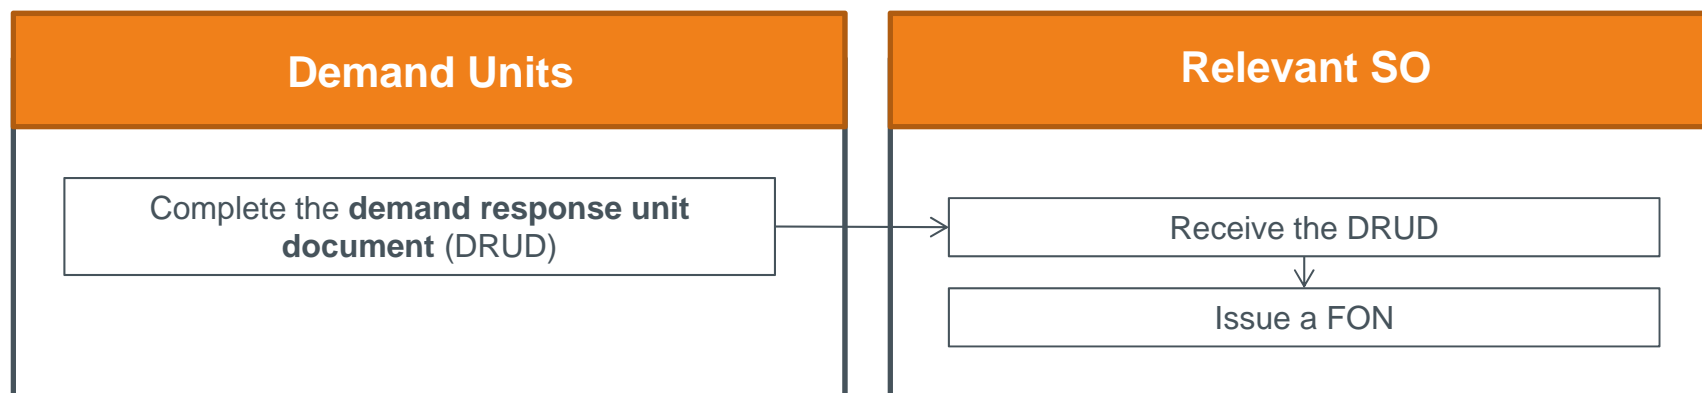 Demand Units
Relevant SO
Complete the demand response unit
document (DRUD)
Receive the DRUD
Issue a FON